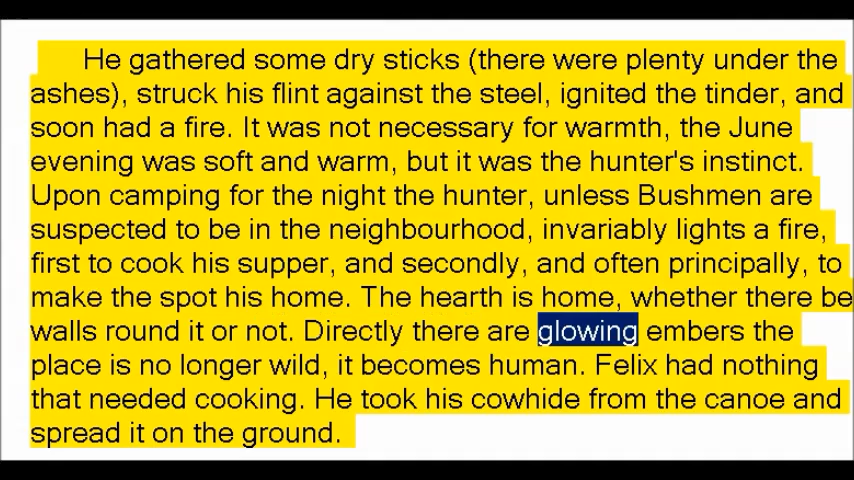 He gathered some dry sticks (there were plenty under the
ashes), struck his flint against the steel, ignited the tinder, and
soon had a fire. It was not necessary for warmth, the June
evening was soft and warm, but it was the hunter's instinct.
Upon camping for the night the hunter, unless Bushmen are
suspected to be in the neighbourhood, invariably lights a fire,
first to cook his supper, and secondly, and often principally, to
make the spot his home. The hearth is home, whether there be
walls round it or not. Directly there are glowing embers the
place is no longer wild, it becomes human. Felix had nothing
that needed cooking. He took his cowhide from the canoe and
spread it on the ground.